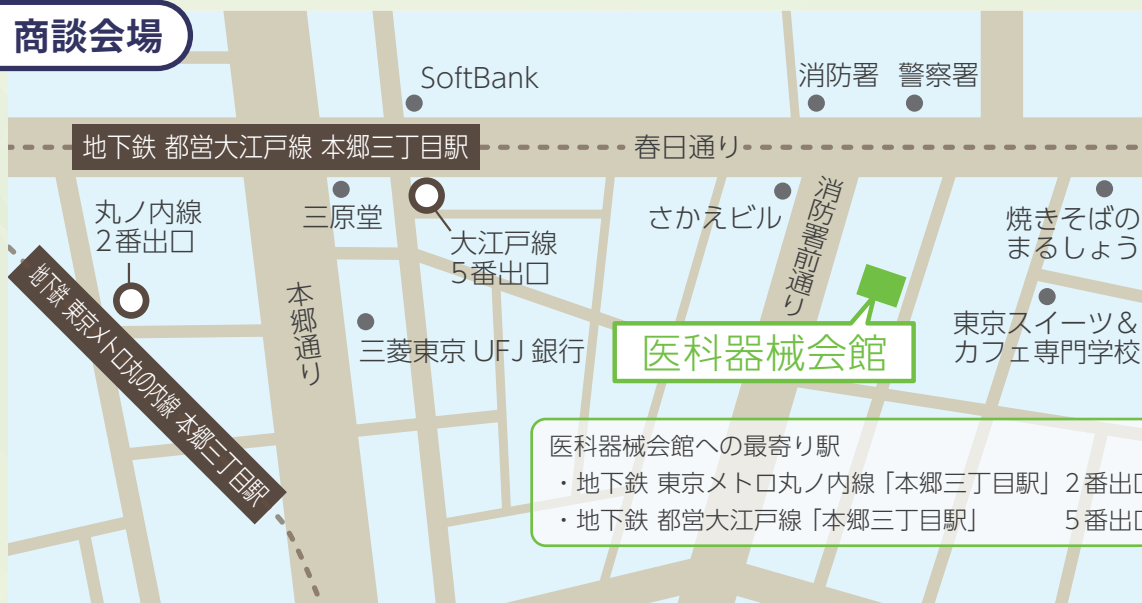 商談会場
SoftBank
消防署
警察署
地下鉄 都営大江戸線 本郷三丁目駅
春日通り
丸ノ内線
2番出口
三原堂
大江戸線
5番出口
さかえビル
消防署前通り
焼きそばの
まるしょう
地下鉄 東京メトロ丸の内線 本郷三丁目駅
本郷通り
三菱東京 UFJ 銀行
医科器械会館
東京スイーツ&
カフェ専門学校
医科器械会館への最寄り駅
・地下鉄 東京メトロ丸ノ内線「本郷三丁目駅」 2番出口
・地下鉄 都営大江戸線「本郷三丁目駅」 5番出口